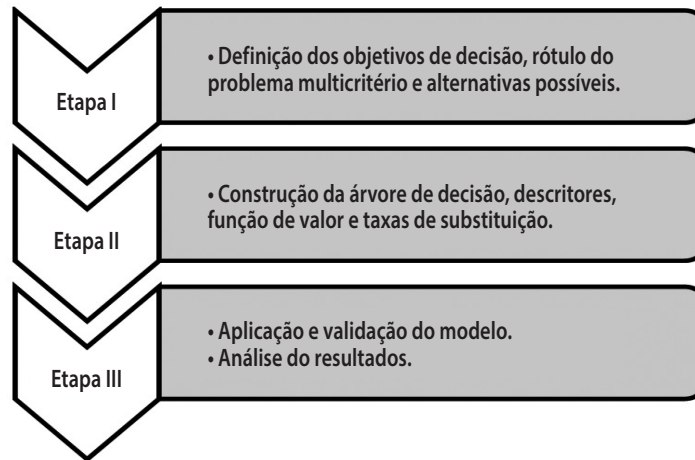 Etapa I
• Definição dos objetivos de decisão, rótulo do
problema multicritério e alternativas possíveis.
Etapa II
• Construção da árvore de decisão, descritores,
função de valor e taxas de substituição.
Etapa III
• Aplicação e validação do modelo.
• Análise do resultados.